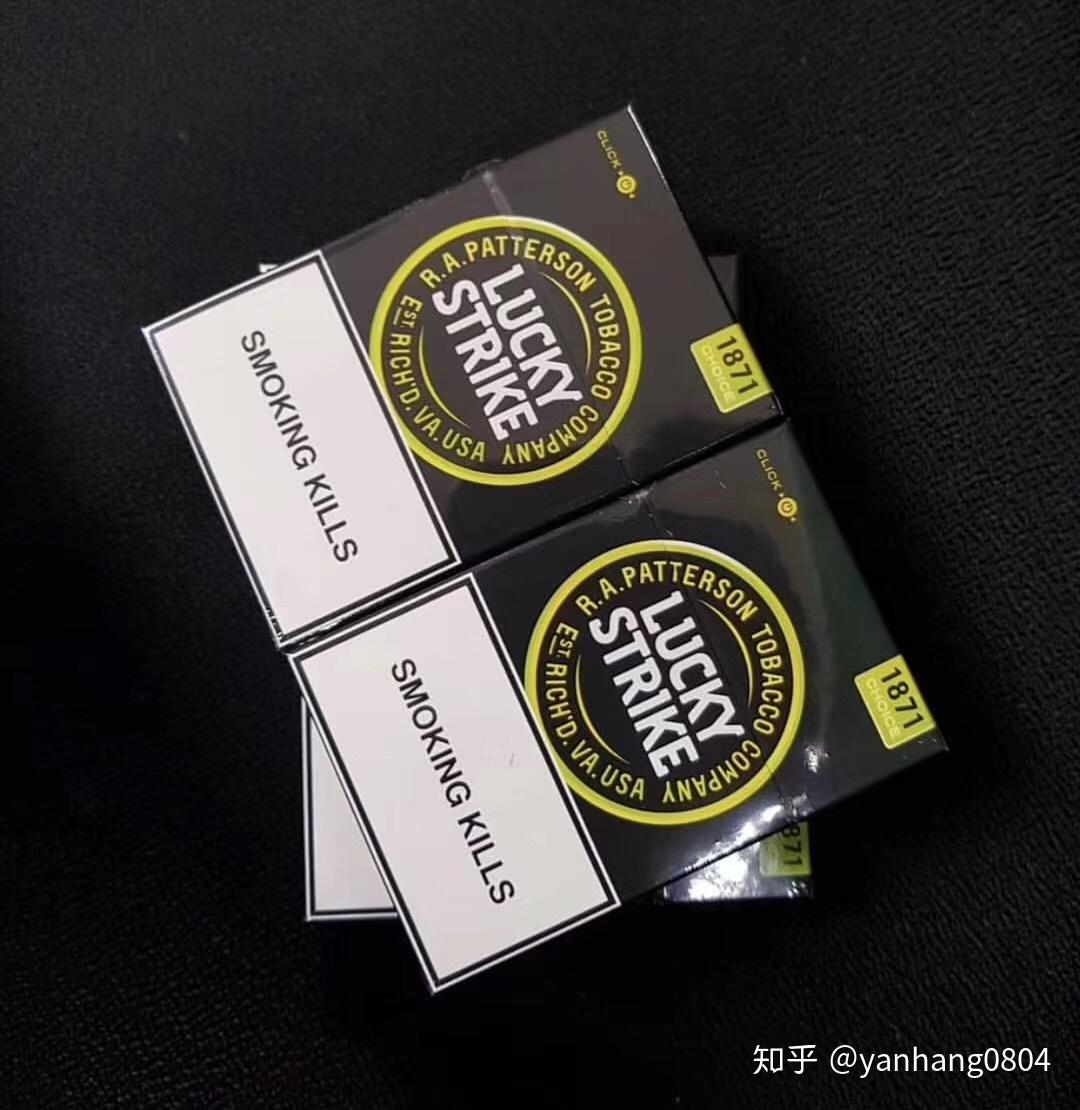 CLICK
R.A.PATTERSON TOBACCO COMPANY
EST. RICH'D. VA. USA
LUCKY
STRIKE
1871
CHOICE
SMOKING KILLS
CLICK
R.A.PATTERSON TOBACCO COMPANY
EST. RICH'D. VA. USA
LUCKY
STRIKE
1871
CHOICE
SMOKING KILLS
871
知乎 @yanhang0804